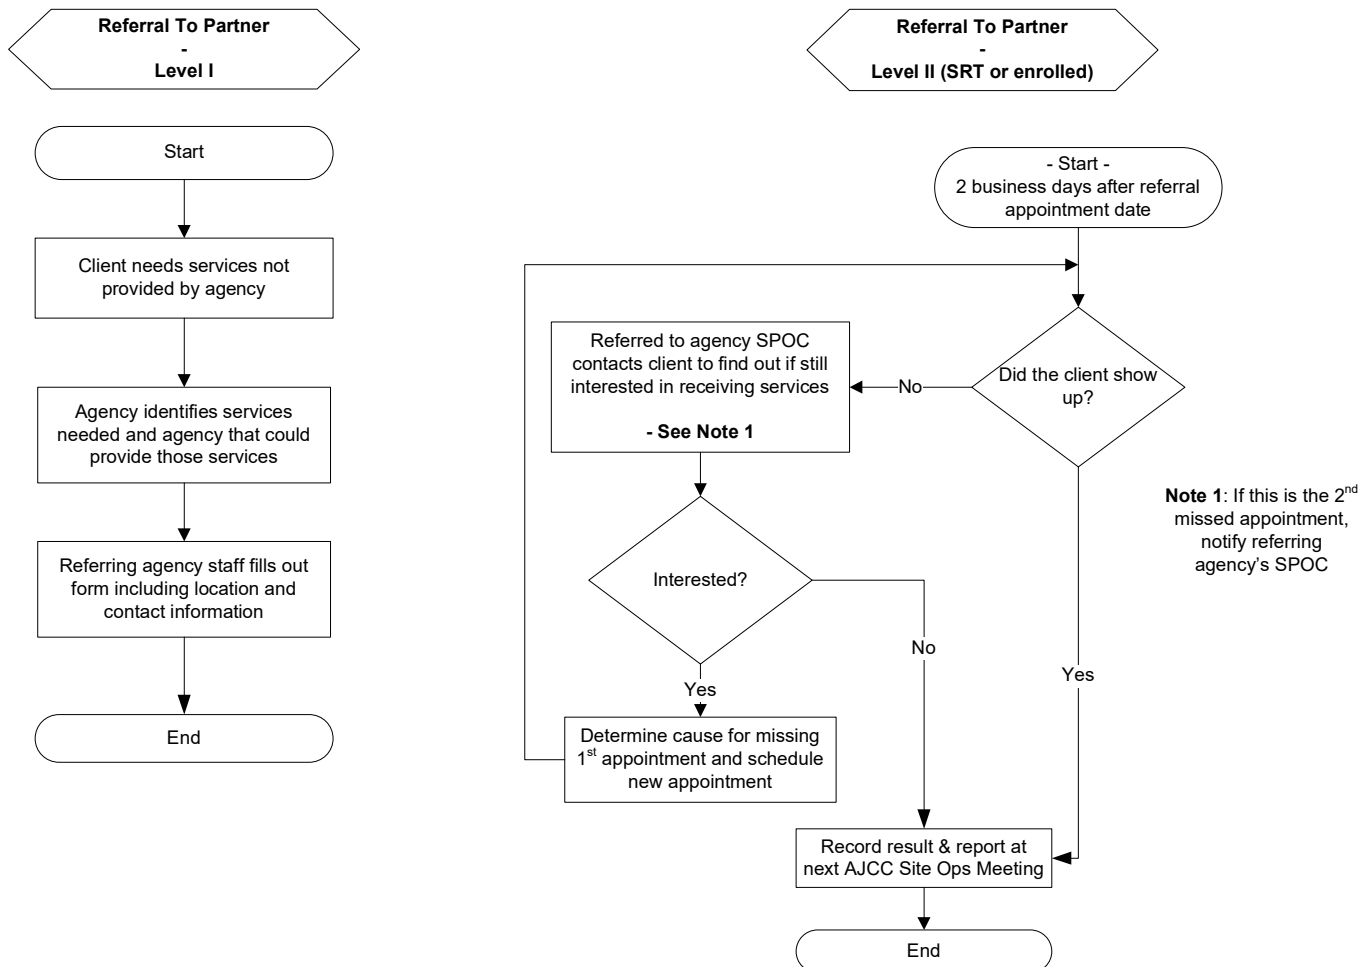 Referral To Partner
-
Level I
Start
Client needs services not
provided by agency
Agency identifies services
needed and agency that could
provide those services
Referring agency staff fills out
form including location and
contact information
End
Referral To Partner
-
Level II (SRT or enrolled)
- Start -
2 business days after referral
appointment date
Did the client show
up?
No
Yes
Referred to agency SPOC
contacts client to find out if still
interested in receiving services
- See Note 1
Interested?
Yes
No
Determine cause for missing
1st appointment and schedule
new appointment
Note 1: If this is the 2nd
missed appointment,
notify referring
agency's SPOC
Record result & report at
next AJCC Site Ops Meeting
End